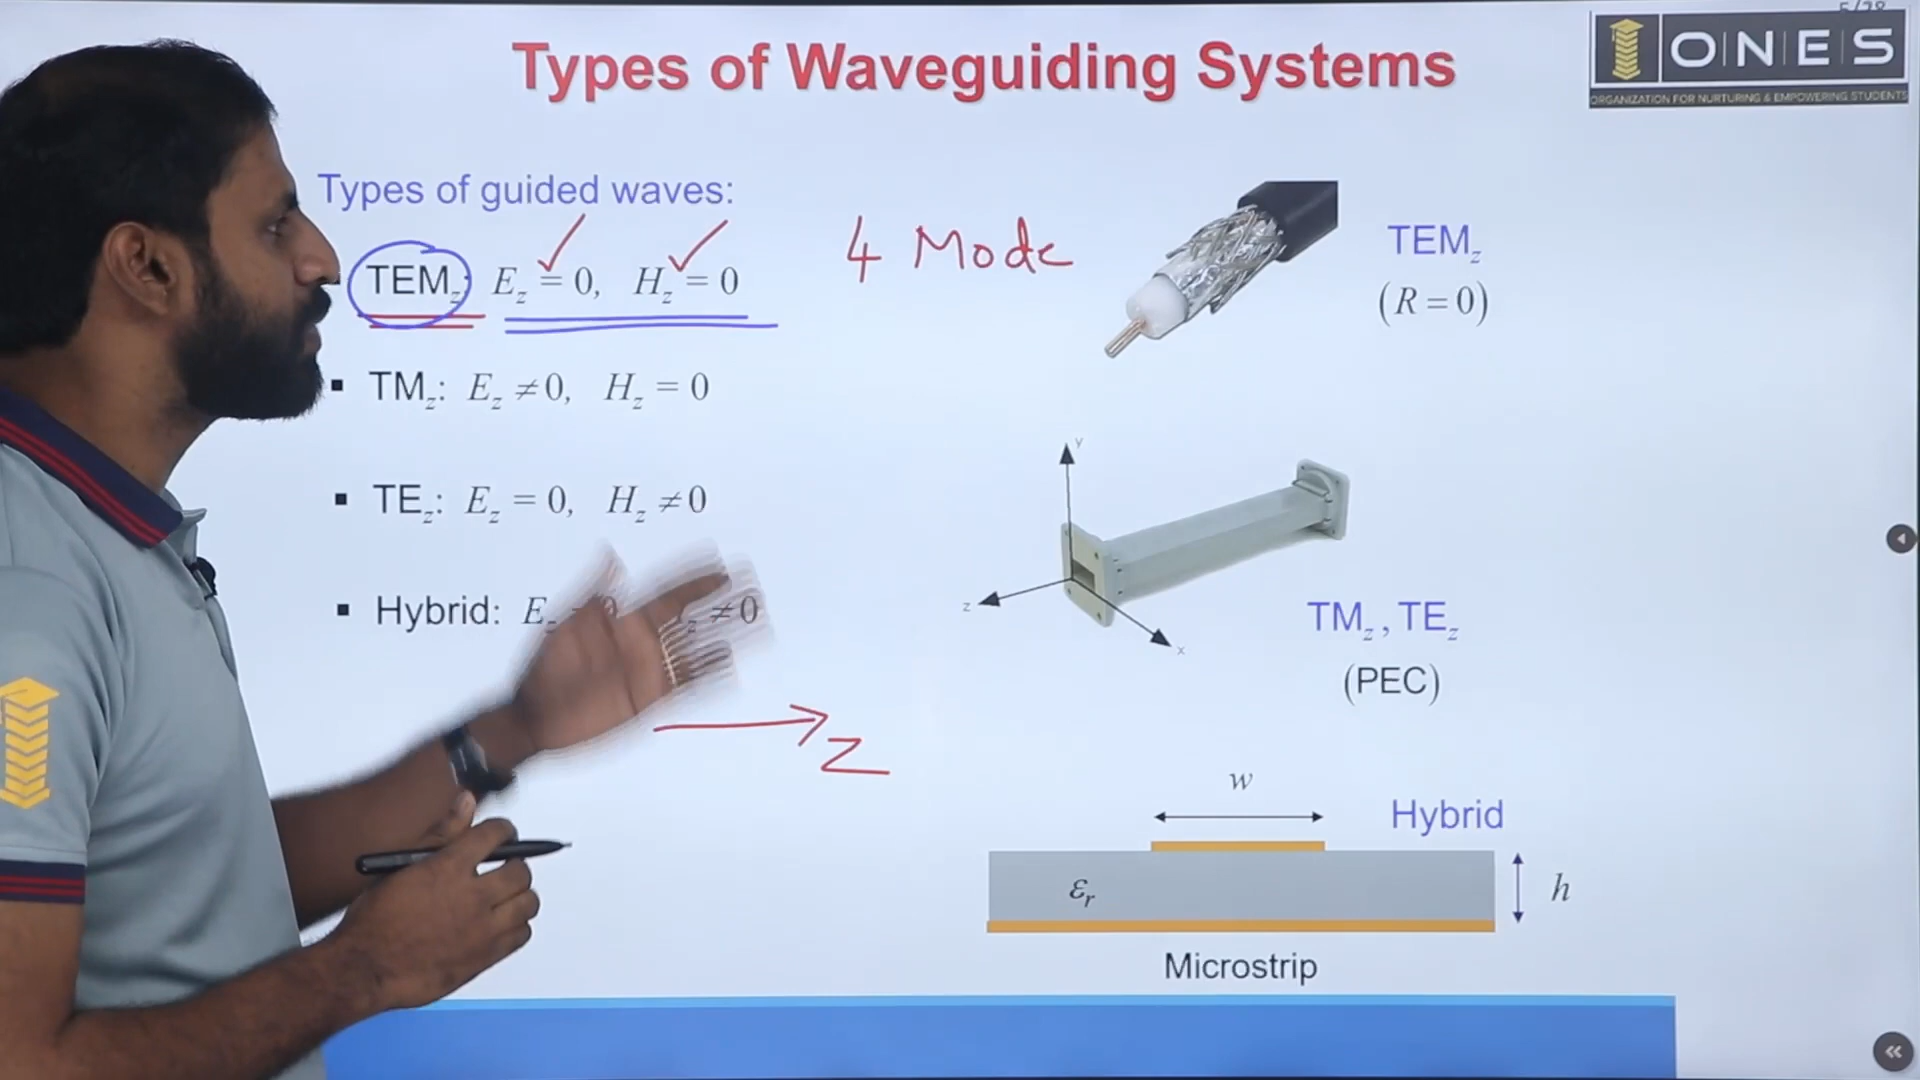 Types of Waveguiding Systems
ONES
ORGANIZATION FOR NURTURING & EMPOWERING STUDENTS
Types of guided waves:
TEM_z: E_z = 0, H_z = 0
4 Mode
▪ TM_z: E_z ≠ 0, H_z = 0
▪ TE_z: E_z = 0, H_z ≠ 0
▪ Hybrid: E ≠ 0
z
TEM_z
(R = 0)
y
z
x
TM_z, TE_z
(PEC)
w
Hybrid
ε_r
h
Microstrip